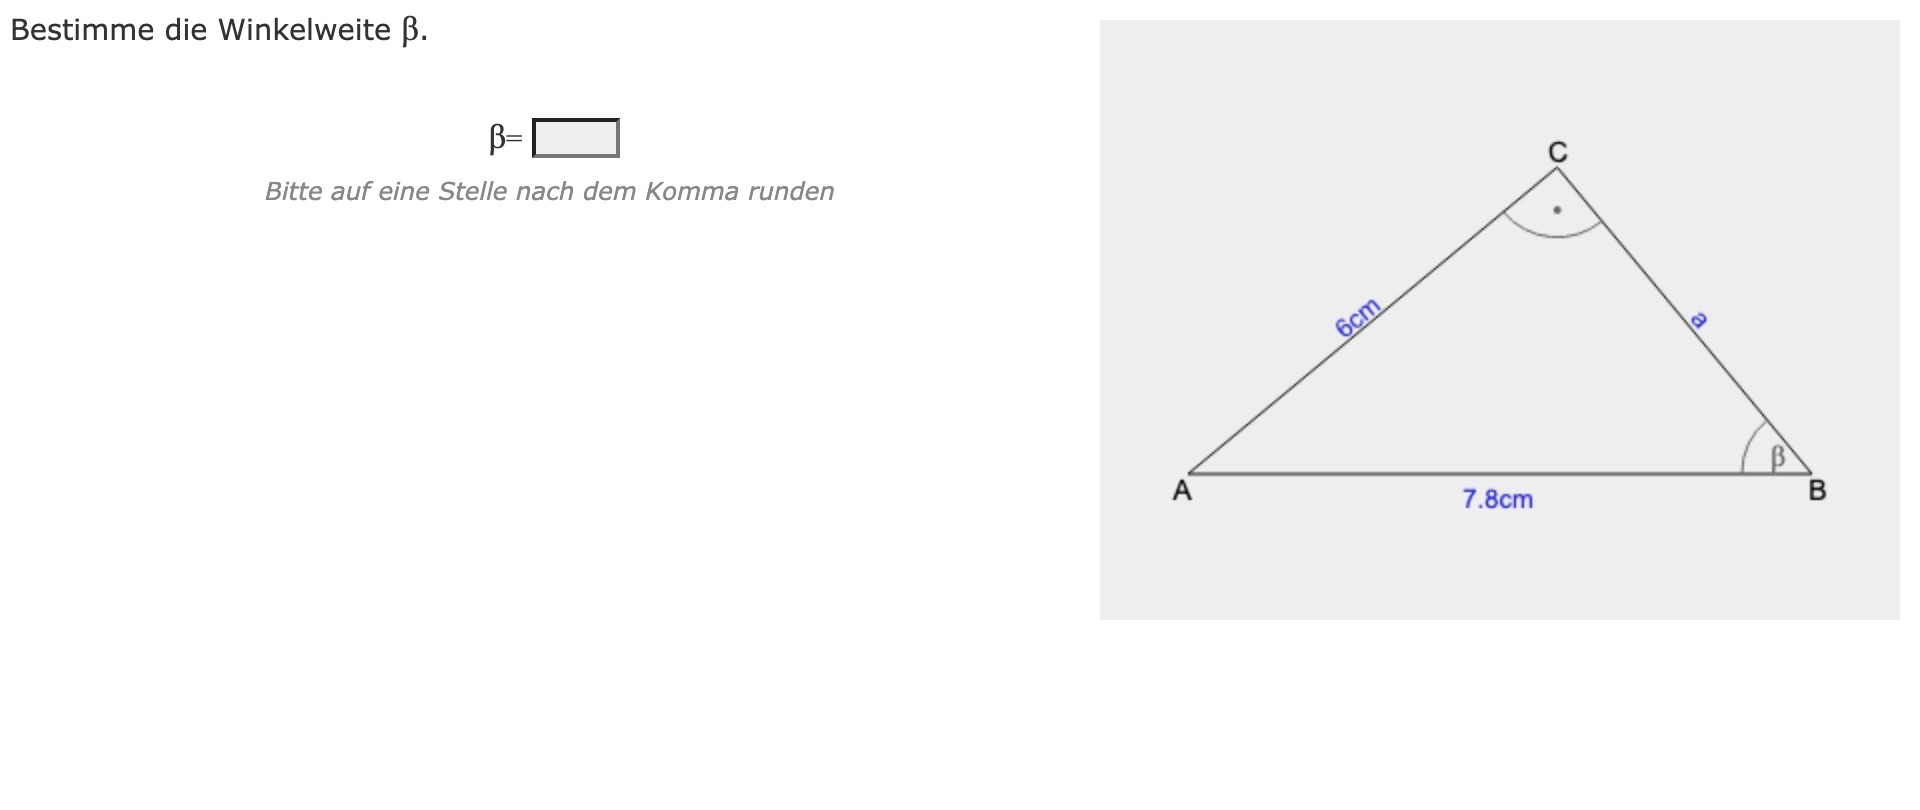 Bestimme die Winkelweite β.
β=
Bitte auf eine Stelle nach dem Komma runden
C
6cm
a
β
A
B
7.8cm